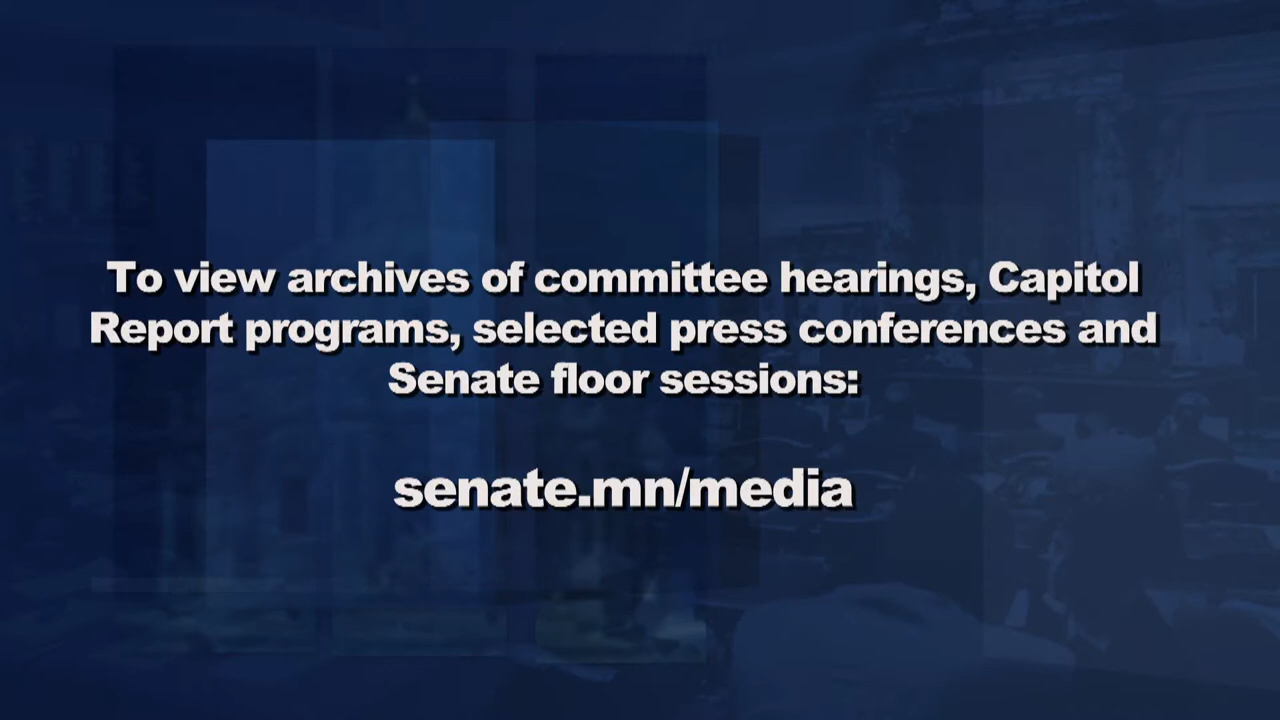 To view archives of committee hearings, Capitol
Report programs, selected press conferences and
Senate floor sessions:
senate.mn/media